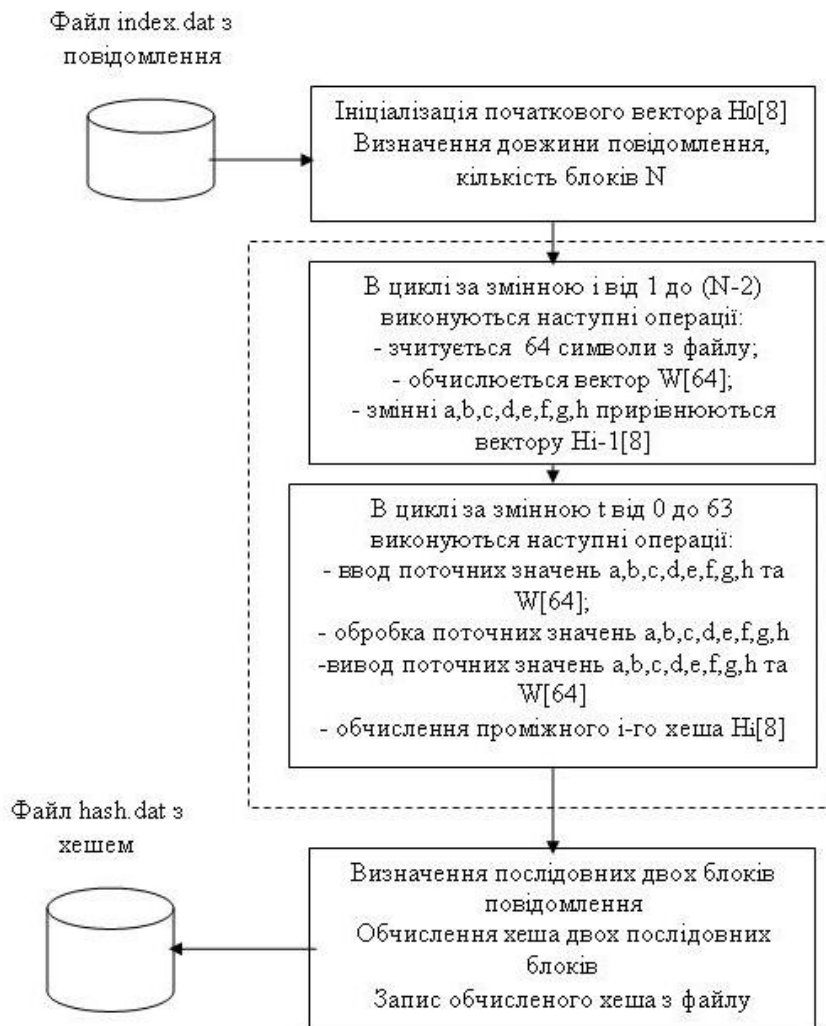 Файл index.dat з
повідомлення
Ініціалізація початкового вектора H0[8]
Визначення довжини повідомлення,
кількість блоків N
В циклі за змінною i від 1 до (N-2)
виконуються наступні операції:
- зчитується 64 символи з файлу;
- обчислюється вектор W[64];
- змінні a,b,c,d,e,f,g,h прирівнюються
вектору Hi-1[8]
В циклі за змінною t від 0 до 63
виконуються наступні операції:
- ввод поточних значень a,b,c,d,e,f,g,h та
W[64];
- обробка поточних значень a,b,c,d,e,f,g,h
-вивод поточних значень a,b,c,d,e,f,g,h та
W[64]
- обчислення проміжного i-го хеша Hi[8]
Файл hash.dat з
хешем
Визначення послідовних двох блоків
повідомлення
Обчислення хеша двох послідовних
блоків
Запис обчисленого хеша з файлу